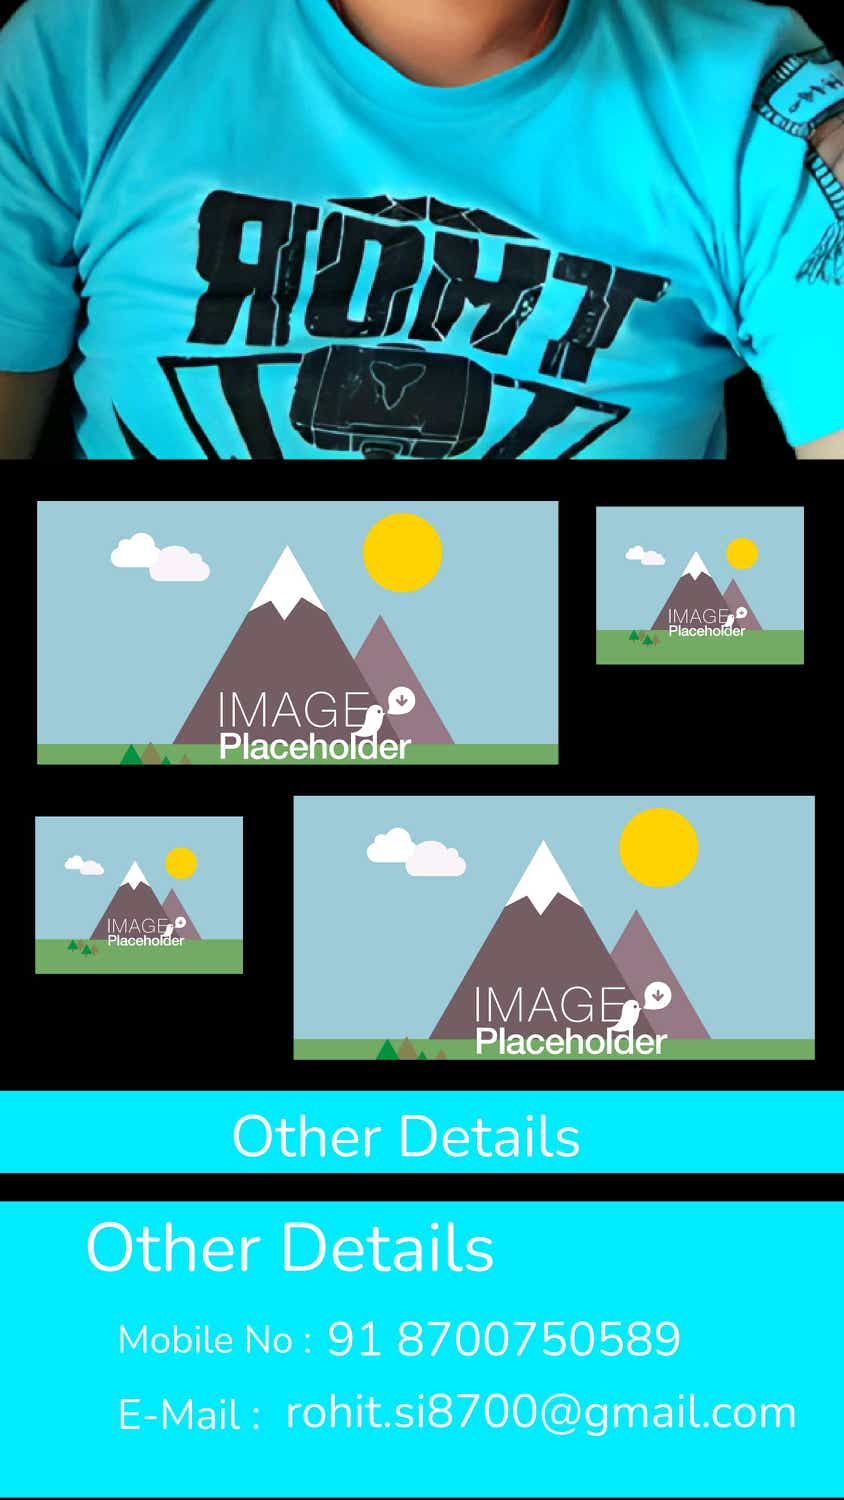 ROHIT
IMAGE
Placeholder
IMAGE
Placeholder
IMAGE
Placeholder
IMAGE
Placeholder
Other Details
Other Details
Mobile No : 91 8700750589
E-Mail : rohit.si8700@gmail.com